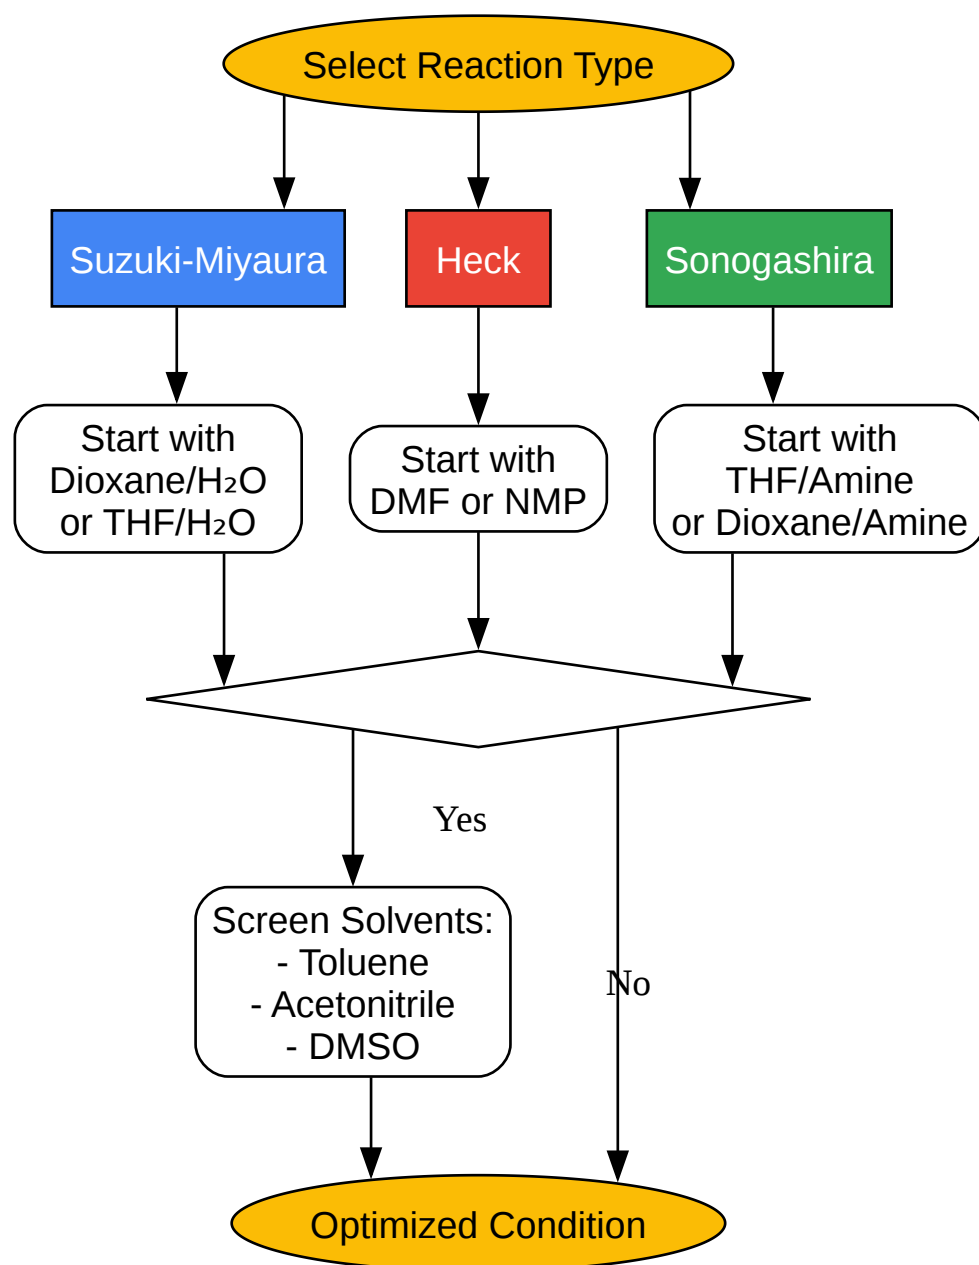 Select Reaction Type
Suzuki-Miyaura
Heck
Sonogashira
Start with
Dioxane/H₂O
or THF/H₂O
Start with
DMF or NMP
Start with
THF/Amine
or Dioxane/Amine
Yes
No
Screen Solvents:
- Toluene
- Acetonitrile
- DMSO
Optimized Condition